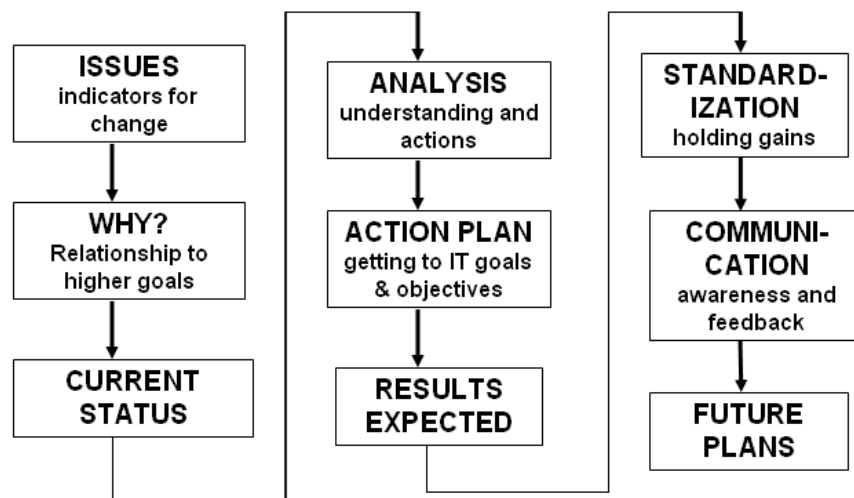 ISSUES
indicators for
change
WHY?
Relationship to
higher goals
CURRENT
STATUS
ANALYSIS
understanding and
actions
ACTION PLAN
getting to IT goals
& objectives
RESULTS
EXPECTED
STANDARD-
IZATION
holding gains
COMMUNI-
CATION
awareness and
feedback
FUTURE
PLANS